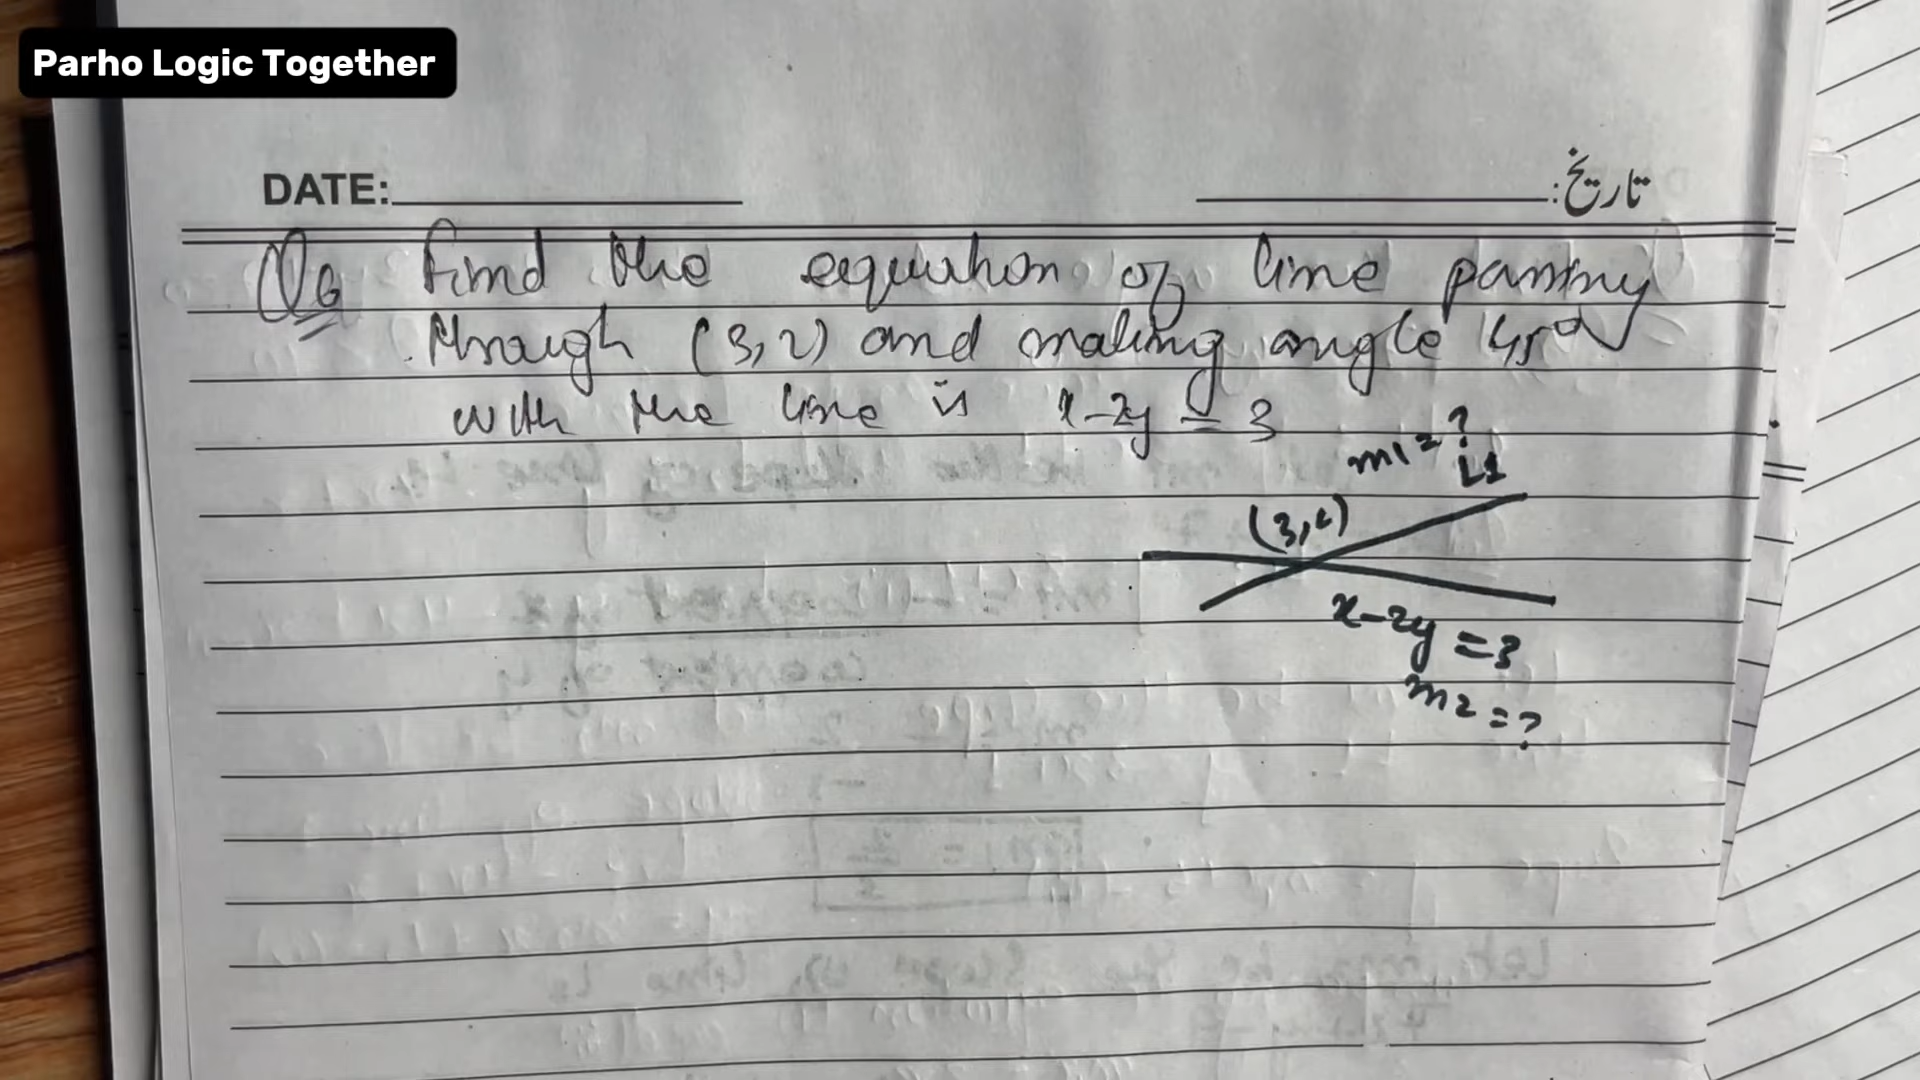 Parho Logic Together
DATE:
تاریخ:
Q6 Find the equation of line passing
through (3,2) and making angle 45°
with the line is x-2y = 3
m1 = ?
L1
(3,2)
x-2y = 3
m2 = ?